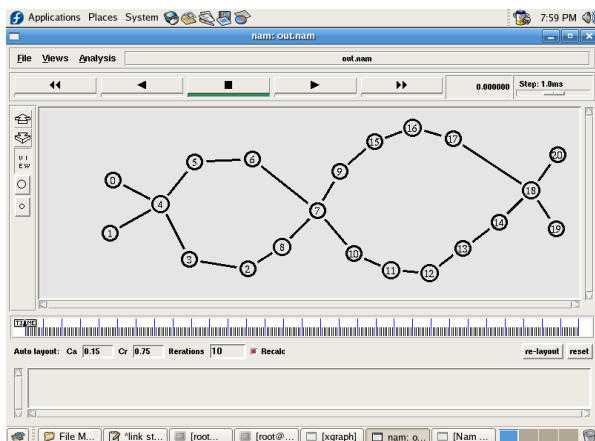 Applications Places System 7:59 PM
nam: out.nam
File Views Analysis out.nam
0.000000 Step: 1.0ms
VIEW
0
1
4
5
6
3
2
8
7
9
15
16
17
10
11
12
13
14
18
20
19
TIME
Auto layout: Ca 0.15 Cr 0.75 Iterations 10 Recalc re-layout reset
File M... *link st... [root... [root@... [xgraph] nam: o... [Nam ...